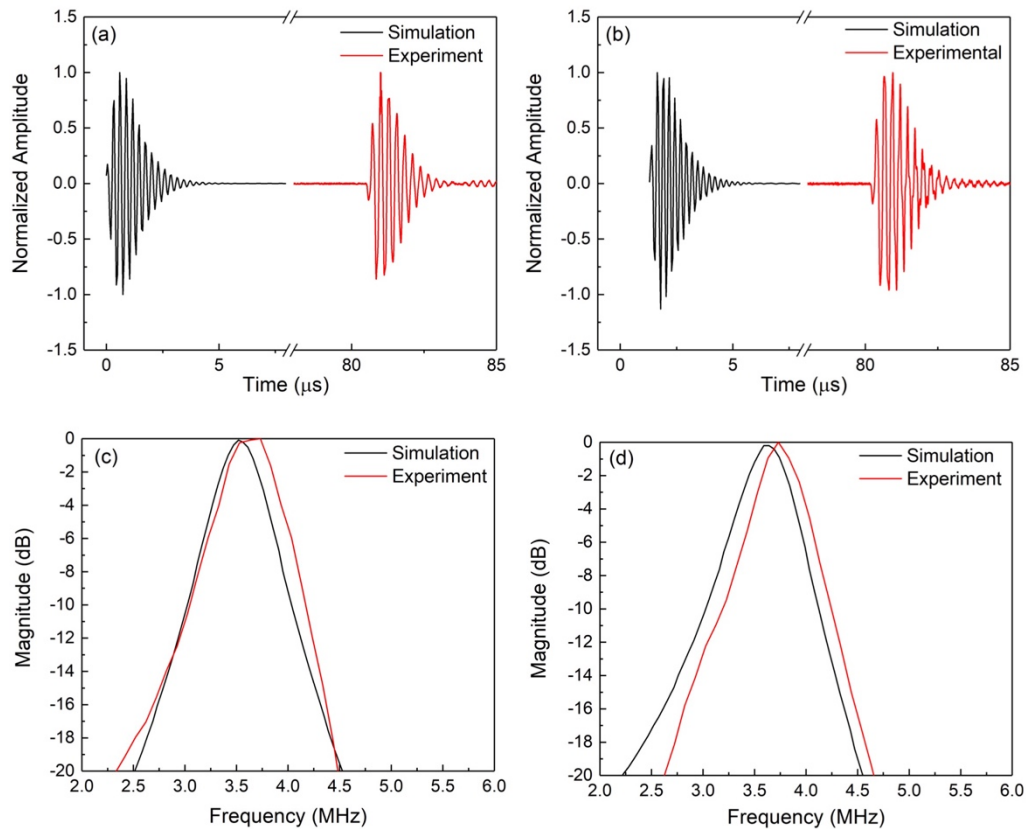 (a)
Simulation
Experiment
Normalized Amplitude
1.5
1.0
0.5
0.0
-0.5
-1.0
-1.5
0 5 80 85
Time (μs)
(b)
Simulation
Experimental
Normalized Amplitude
1.5
1.0
0.5
0.0
-0.5
-1.0
-1.5
0 5 80 85
Time (μs)
(c)
Simulation
Experiment
Magnitude (dB)
0
-2
-4
-6
-8
-10
-12
-14
-16
-18
-20
2.0 2.5 3.0 3.5 4.0 4.5 5.0 5.5 6.0
Frequency (MHz)
(d)
Simulation
Experiment
Magnitude (dB)
0
-2
-4
-6
-8
-10
-12
-14
-16
-18
-20
2.0 2.5 3.0 3.5 4.0 4.5 5.0 5.5 6.0
Frequency (MHz)